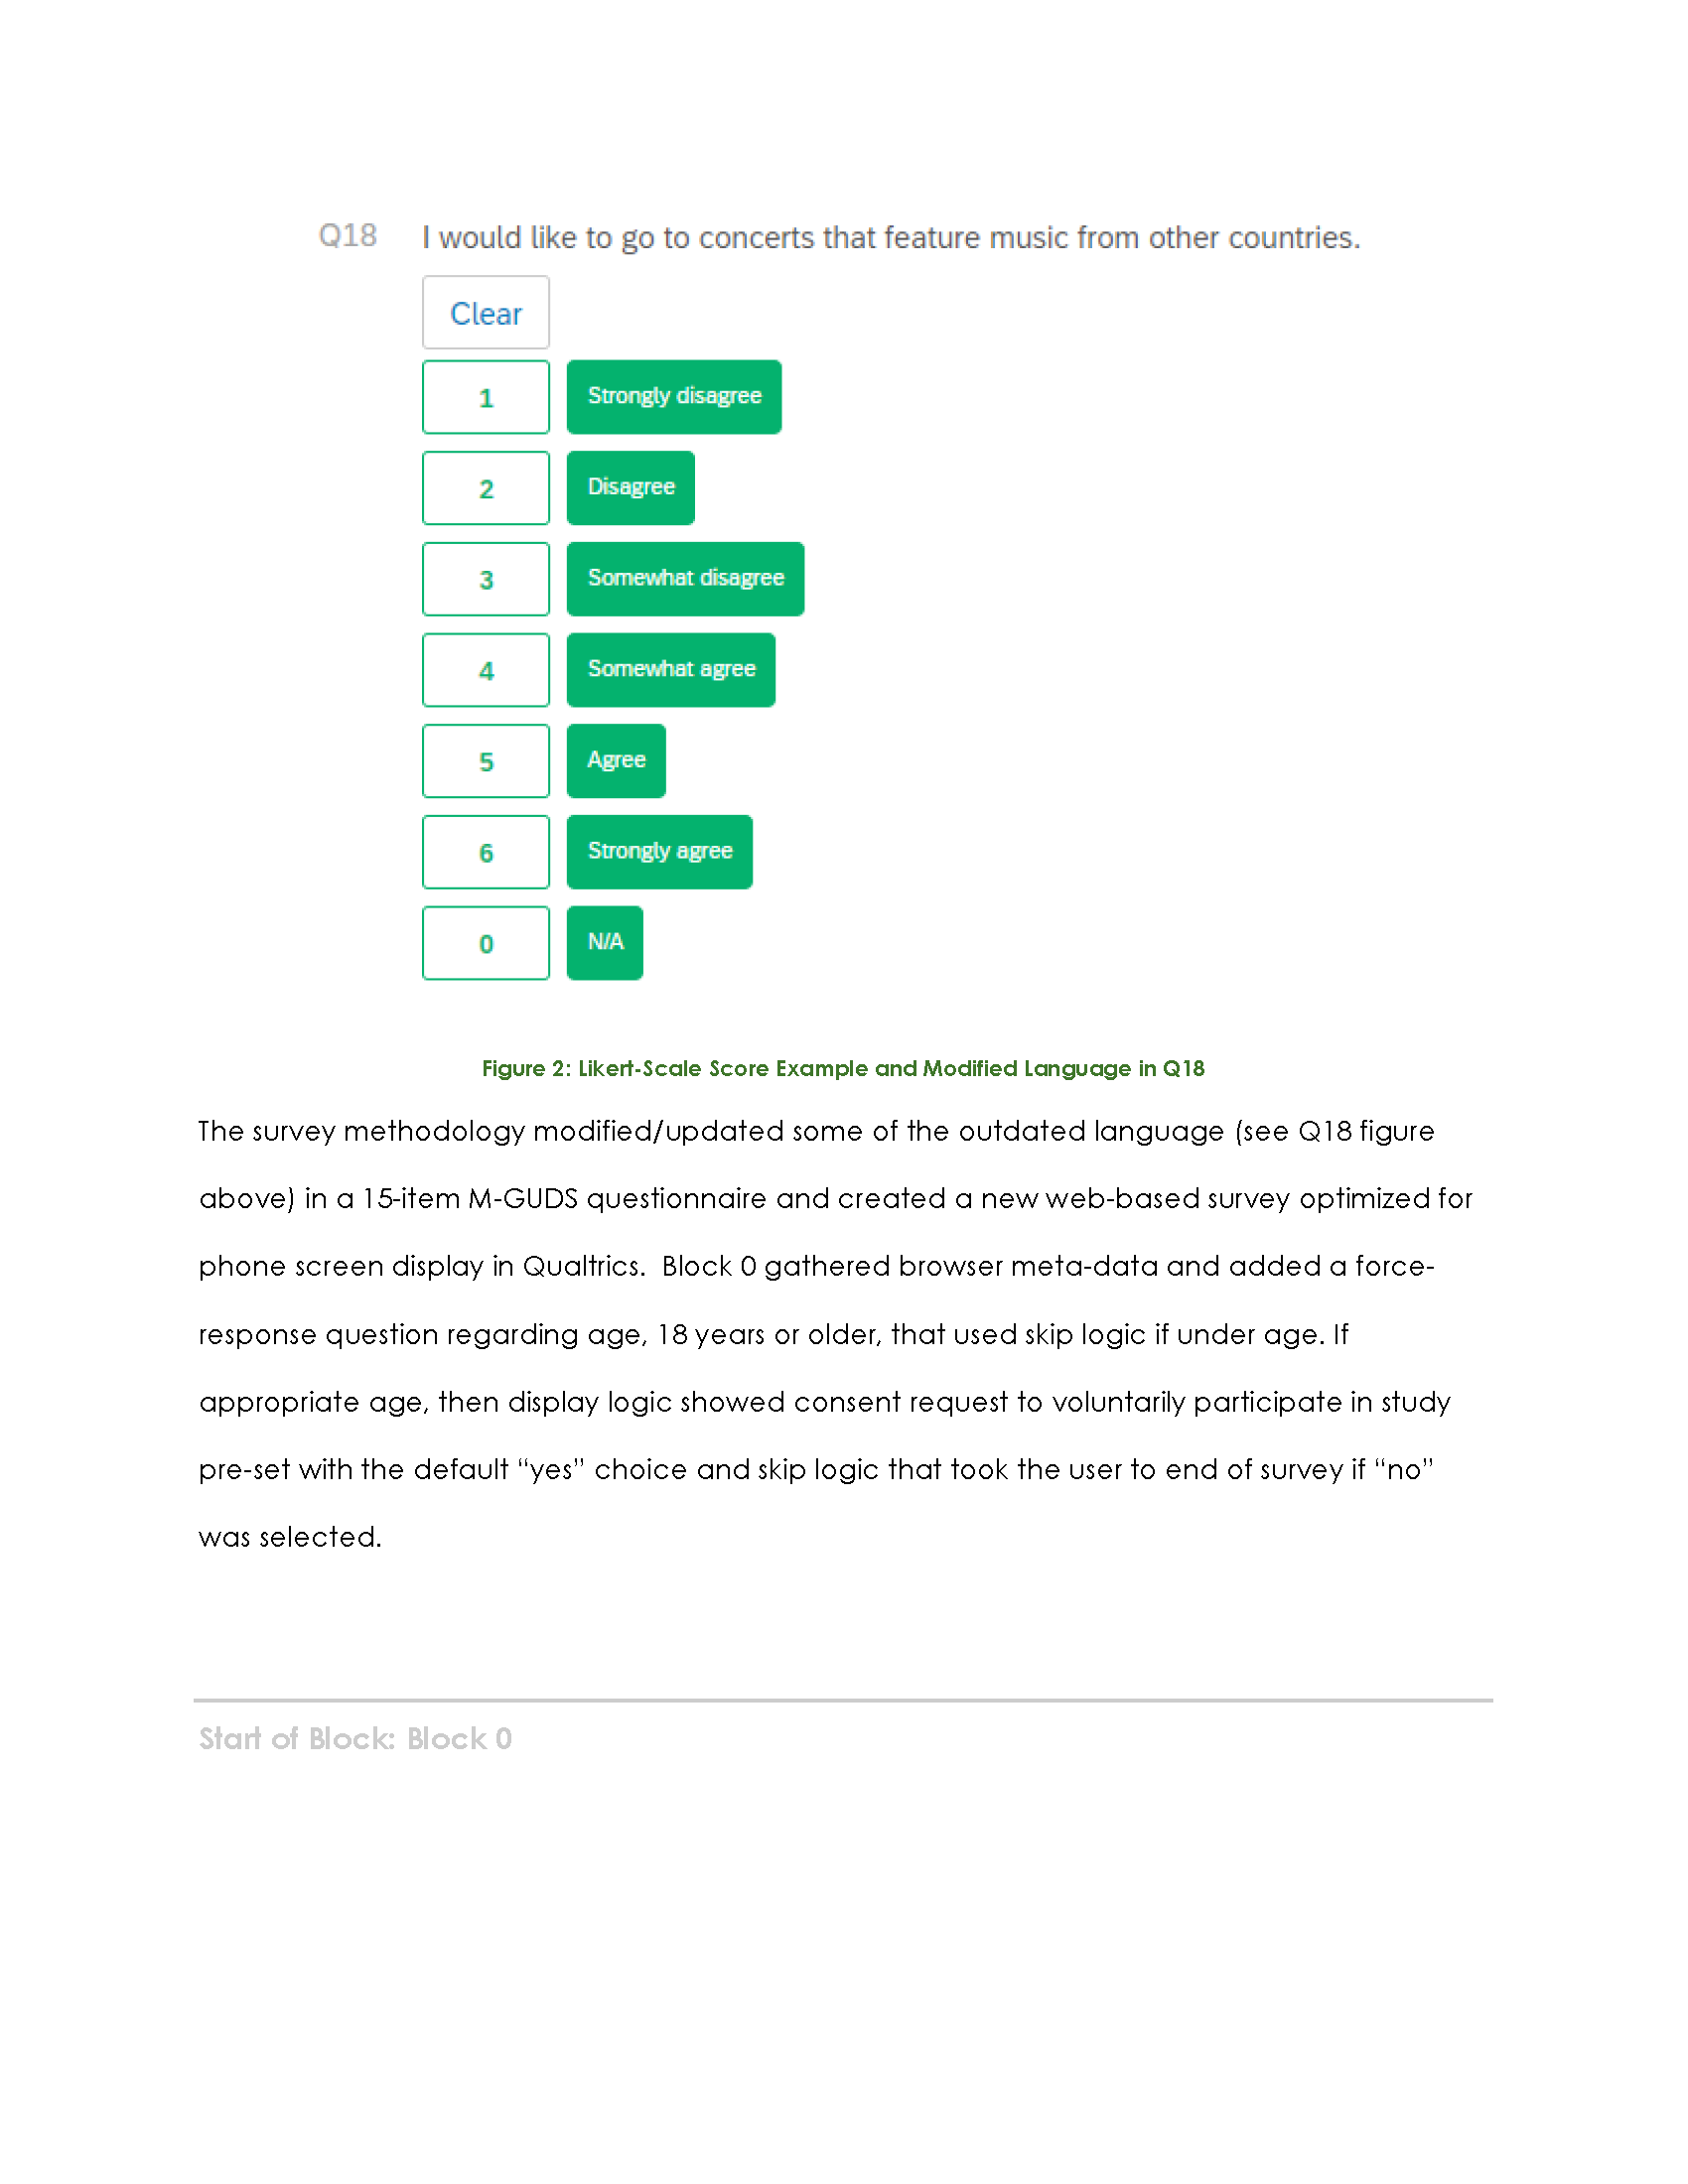 Q18 I would like to go to concerts that feature music from other countries.
Clear
1 Strongly disagree
2 Disagree
3 Somewhat disagree
4 Somewhat agree
5 Agree
6 Strongly agree
0 N/A
Figure 2: Likert-Scale Score Example and Modified Language in Q18
The survey methodology modified/updated some of the outdated language (see Q18 figure
above) in a 15-item M-GUDS questionnaire and created a new web-based survey optimized for
phone screen display in Qualtrics.  Block 0 gathered browser meta-data and added a force-
response question regarding age, 18 years or older, that used skip logic if under age. If
appropriate age, then display logic showed consent request to voluntarily participate in study
pre-set with the default “yes” choice and skip logic that took the user to end of survey if “no”
was selected.
Start of Block: Block 0